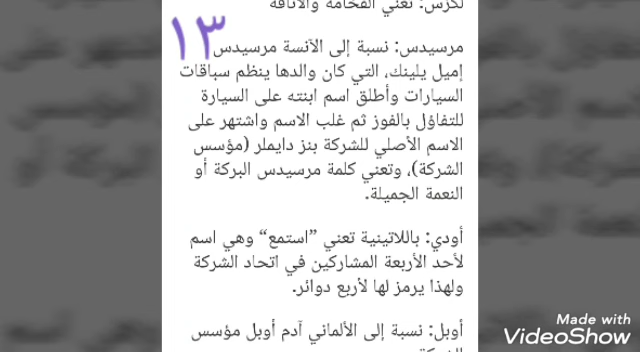 لكزس: تعني الفخامة والأناقة
١٣
مرسيدس: نسبة إلى الآنسة مرسيدس
إميل يلينك، التي كان والدها ينظم سباقات
السيارات وأطلق اسم ابنته على السيارة
للتفاؤل بالفوز ثم غلب الاسم واشتهر على
الاسم الأصلي للشركة بنز دايملر (مؤسس
الشركة)، وتعني كلمة مرسيدس البركة أو
النعمة الجميلة.
أودي: باللاتينية تعني ”استمع“ وهي اسم
لأحد الأربعة المشاركين في اتحاد الشركة
ولهذا يرمز لها لأربع دوائر.
أوبل: نسبة إلى الألماني آدم أوبل مؤسس
Made with
VideoShow